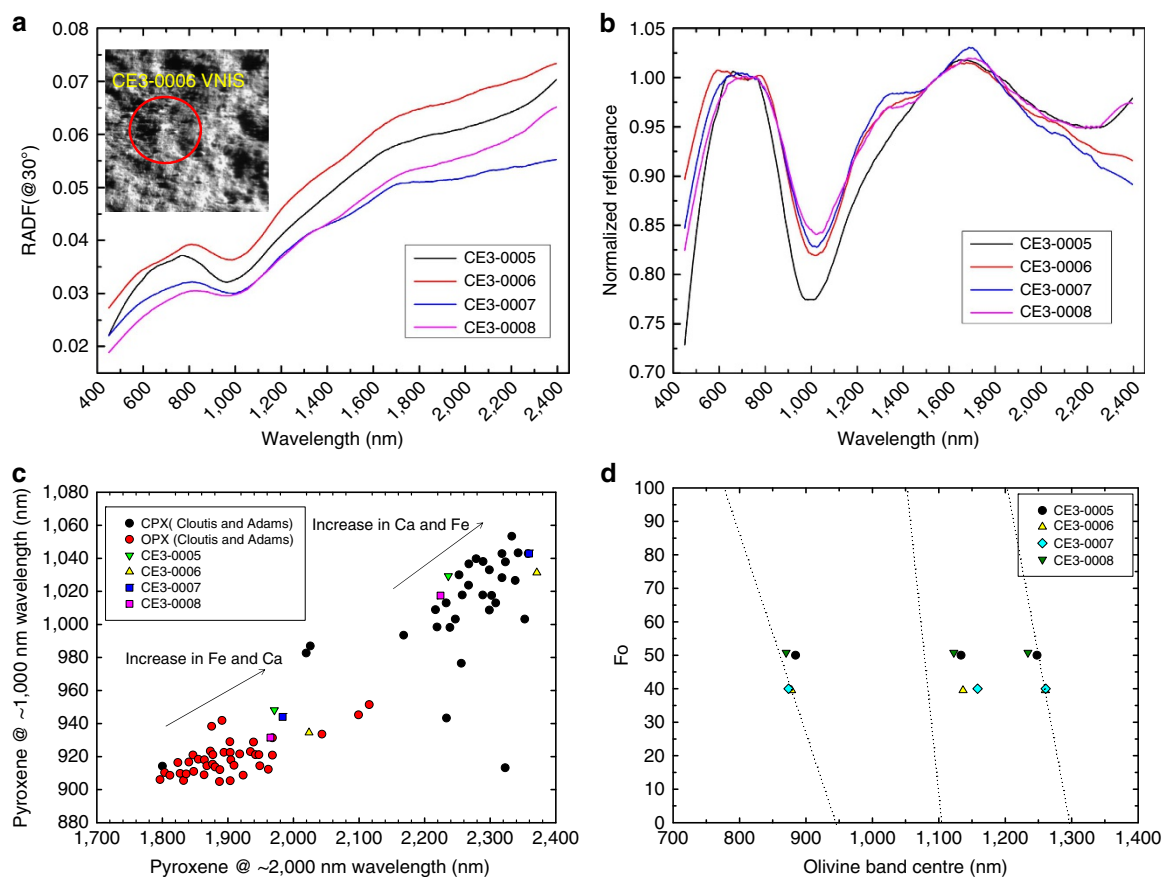 a
0.08
0.07
0.06
0.05
0.04
0.03
0.02
RADF(@30°)
CE3-0006 VNIS
CE3-0005
CE3-0006
CE3-0007
CE3-0008
400 600 800 1,000 1,200 1,400 1,600 1,800 2,000 2,200 2,400
Wavelength (nm)
b
1.05
1.00
0.95
0.90
0.85
0.80
0.75
0.70
Normalized reflectance
CE3-0005
CE3-0006
CE3-0007
CE3-0008
400 600 800 1,000 1,200 1,400 1,600 1,800 2,000 2,200 2,400
Wavelength (nm)
c
1,080
1,060
1,040
1,020
1,000
980
960
940
920
900
880
Pyroxene @ ~1,000 nm wavelength (nm)
CPX( Cloutis and Adams)
OPX (Cloutis and Adams)
CE3-0005
CE3-0006
CE3-0007
CE3-0008
Increase in Ca and Fe
Increase in Fe and Ca
1,700 1,800 1,900 2,000 2,100 2,200 2,300 2,400
Pyroxene @ ~2,000 nm wavelength (nm)
d
100
90
80
70
60
50
40
30
20
10
0
Fo
CE3-0005
CE3-0006
CE3-0007
CE3-0008
700 800 900 1,000 1,100 1,200 1,300 1,400
Olivine band centre (nm)